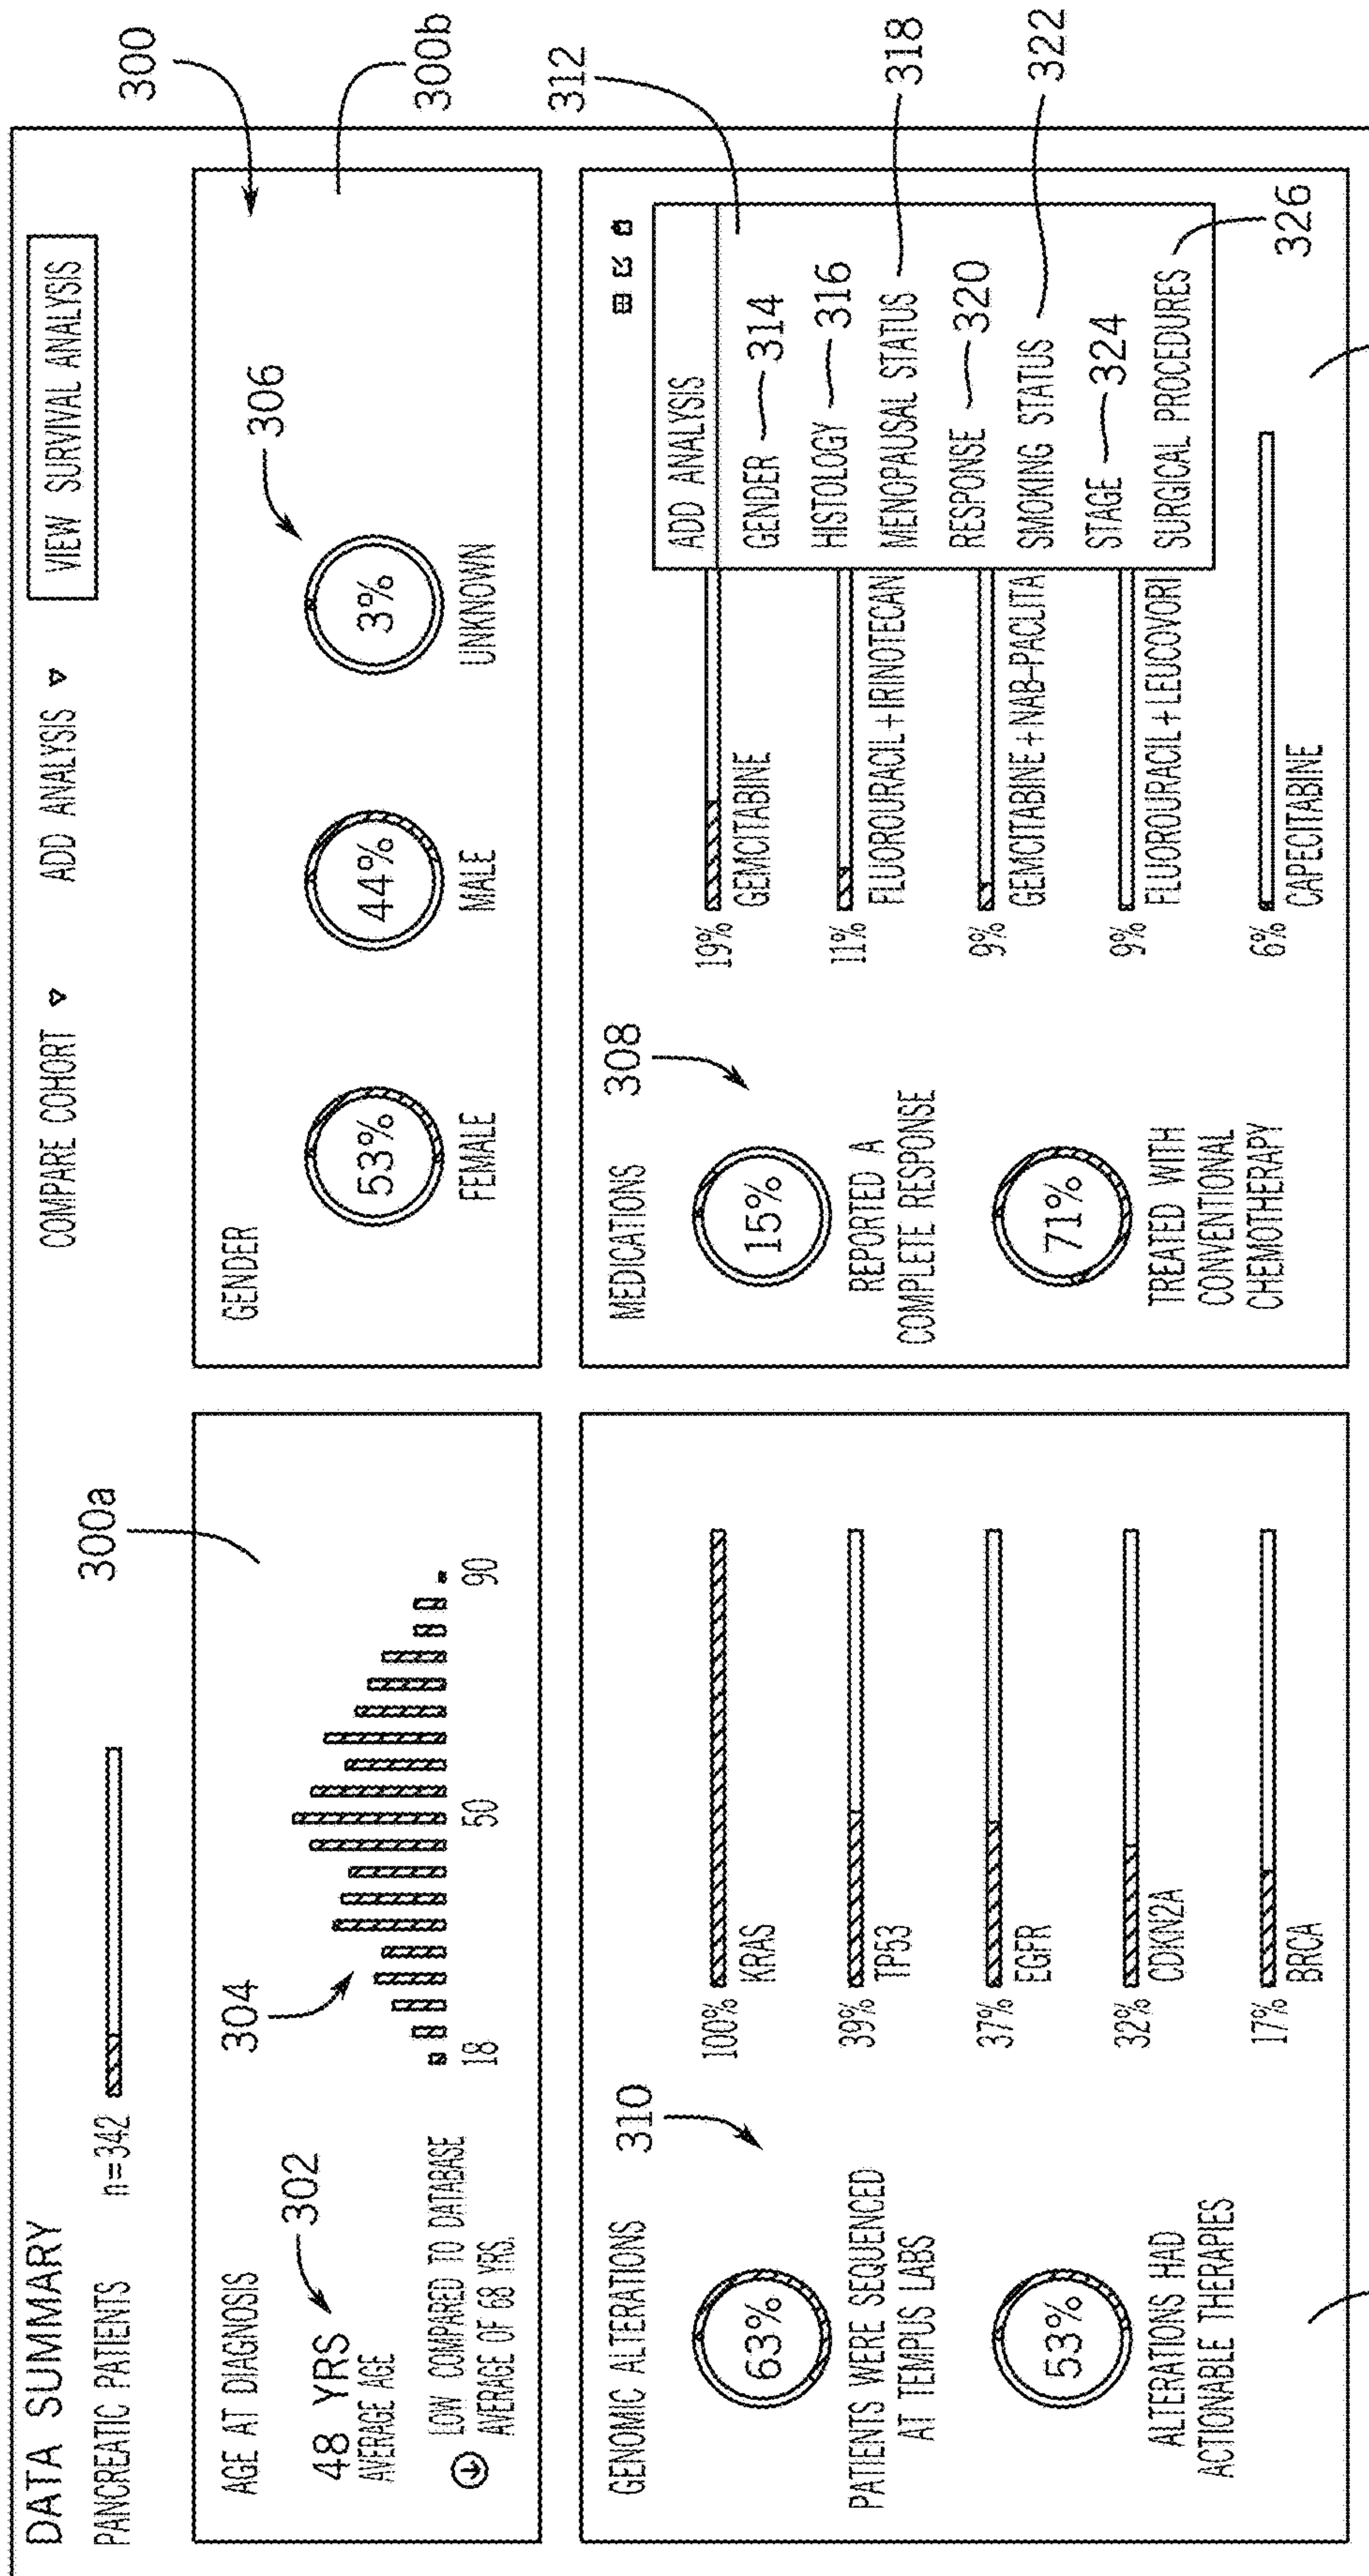 DATA SUMMARY
PANCREATIC PATIENTS
n=342
COMPARE COHORT
ADD ANALYSIS
VIEW SURVIVAL ANALYSIS
300a
300
300b
AGE AT DIAGNOSIS
302
48 YRS
AVERAGE AGE
LOW COMPARED TO DATABASE
AVERAGE OF 68 YRS.
304
18
50
90
GENDER
306
53%
FEMALE
44%
MALE
3%
UNKNOWN
GENOMIC ALTERATIONS
310
63%
PATIENTS WERE SEQUENCED
AT TEMPUS LABS
53%
ALTERATIONS HAD
ACTIONABLE THERAPIES
100%
KRAS
39%
TP53
37%
EGFR
32%
CDKN2A
17%
BRCA
MEDICATIONS
308
15%
REPORTED A
COMPLETE RESPONSE
71%
TREATED WITH
CONVENTIONAL
CHEMOTHERAPY
19%
GEMCITABINE
11%
FLUOROURACIL+IRINOTECAN
9%
GEMCITABINE+NAB-PACLITA
9%
FLUOROURACIL+LEUCOVORI
6%
CAPECITABINE
312
ADD ANALYSIS
GENDER 314
HISTOLOGY 316
MENOPAUSAL STATUS 318
RESPONSE 320
SMOKING STATUS 322
STAGE 324
SURGICAL PROCEDURES 326